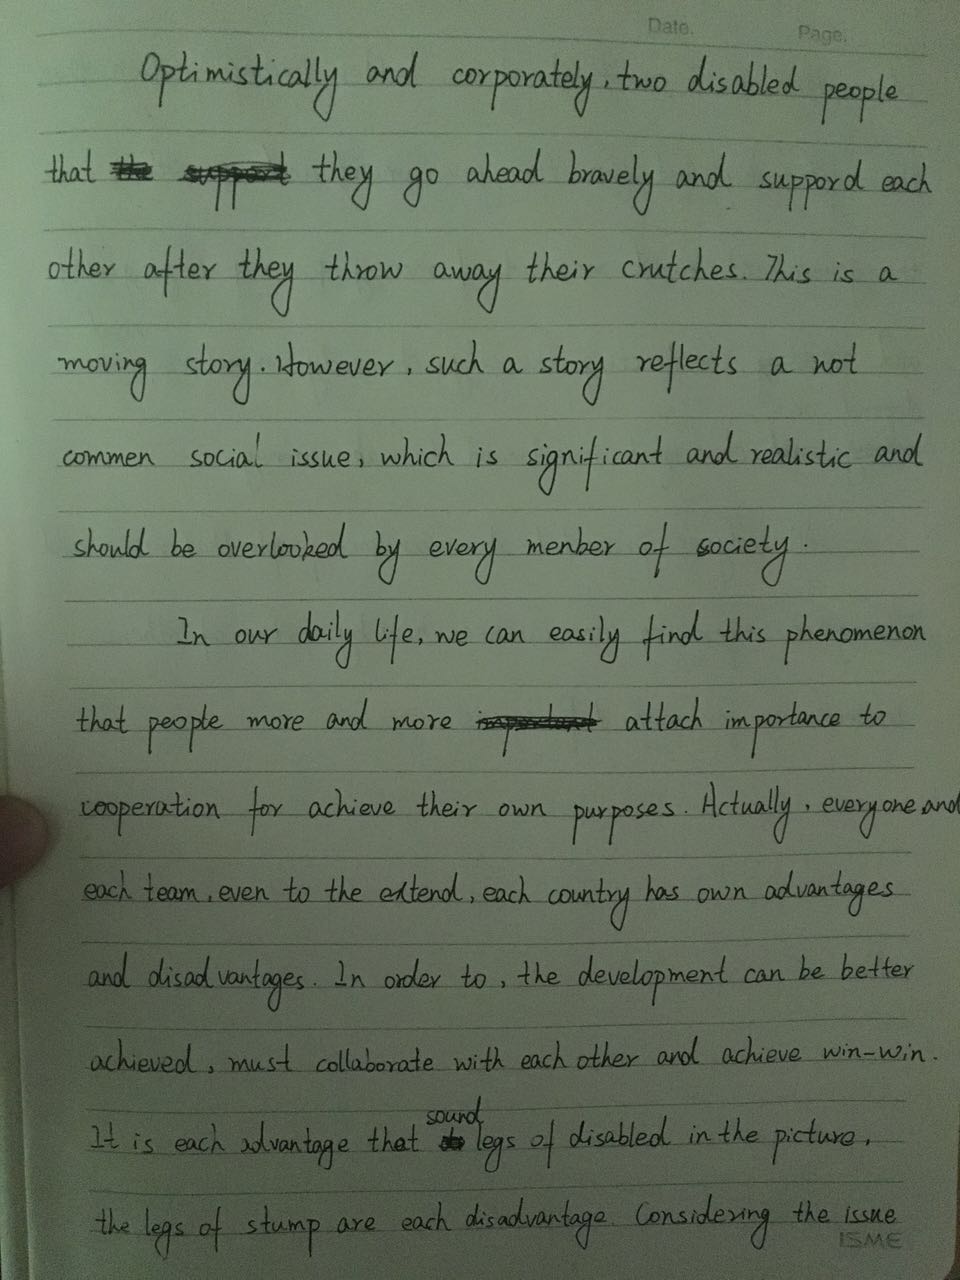 Date. Page.
Optimistically and corporately, two disabled people
that they go ahead bravely and suppord each
other after they throw away their crutches. This is a
moving story. However, such a story reflects a not
commen social issue, which is significant and realistic and
should be overlooked by every menber of society.
In our daily life, we can easily find this phenomenon
that people more and more attach importance to
cooperation for achieve their own purposes. Actually, everyone and
each team, even to the extend, each country has own advantages
and disadvantages. In order to, the development can be better
achieved, must collaborate with each other and achieve win-win.
It is each advantage that sound legs of disabled in the picture,
the legs of stump are each disadvantage. Considering the issue
ISME